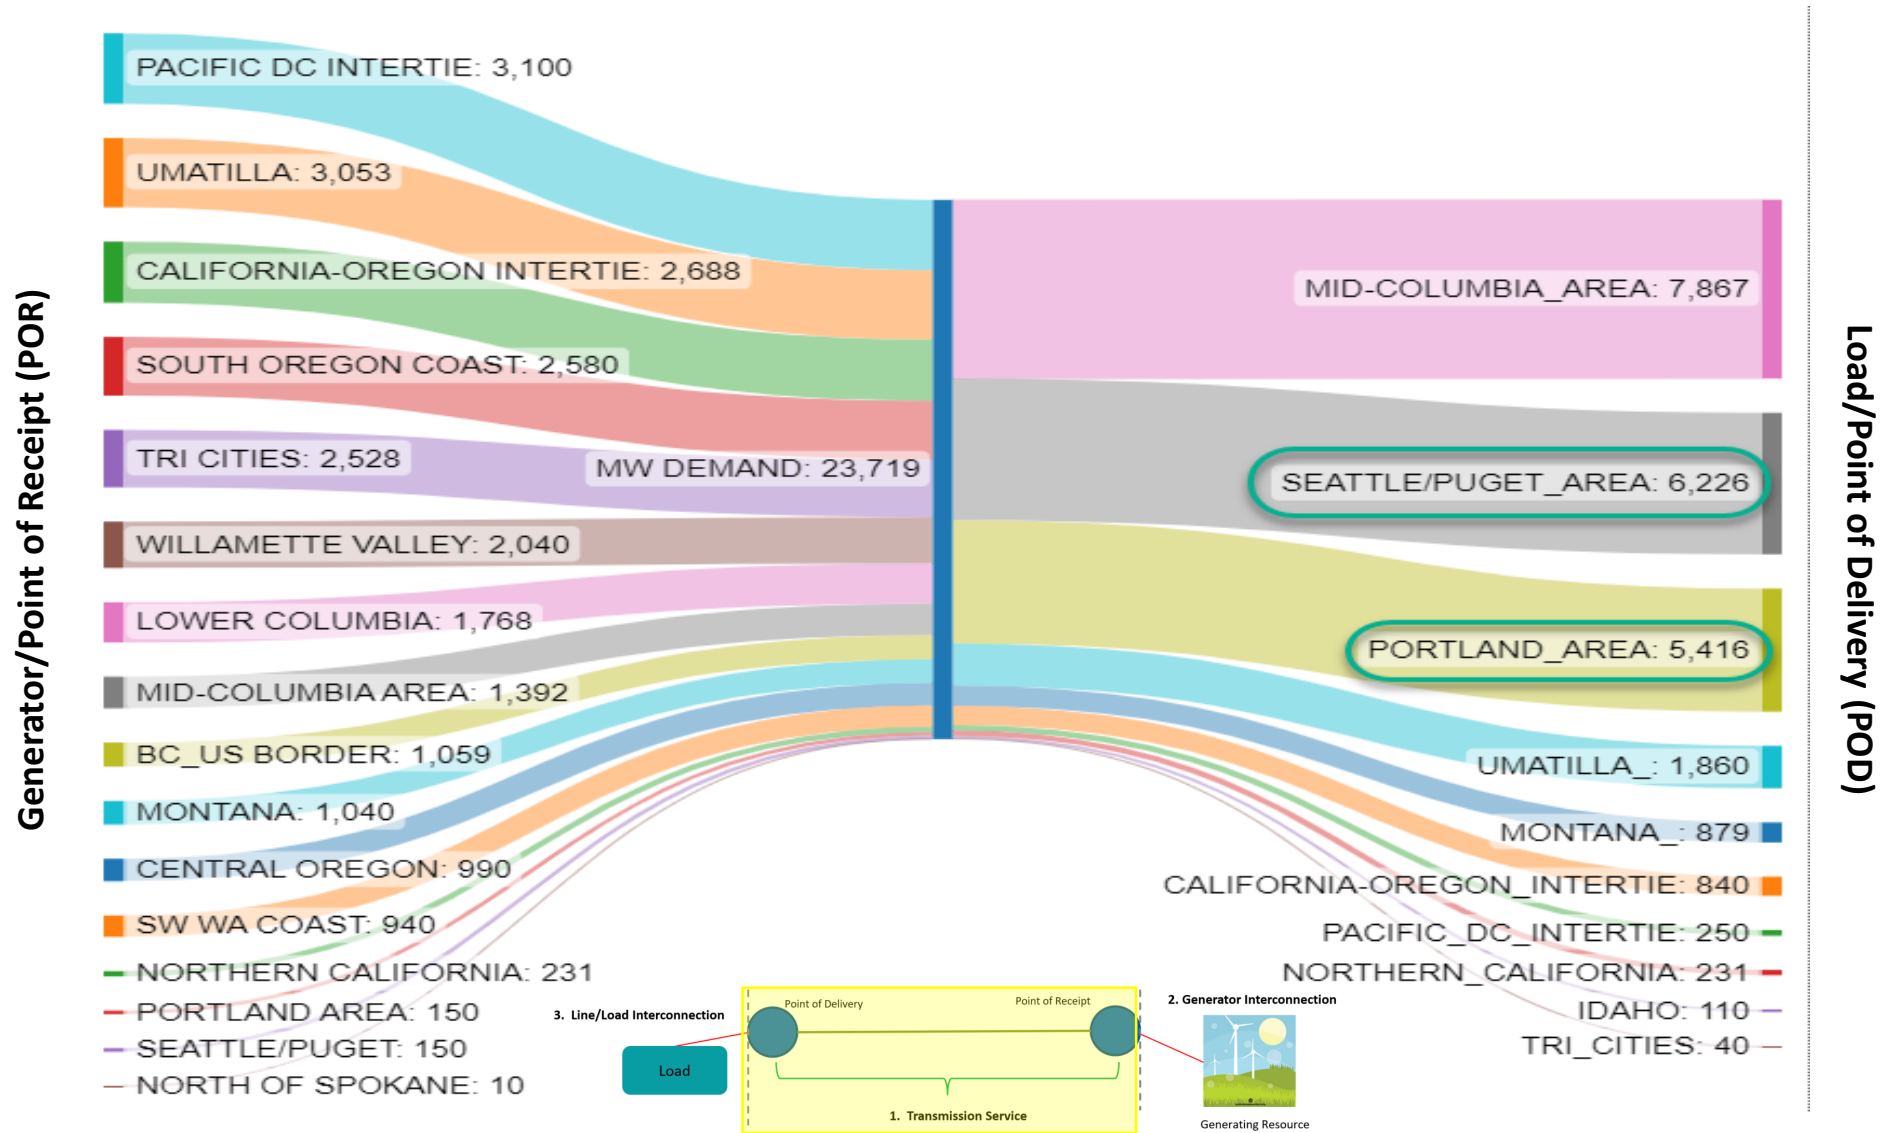 Generator/Point of Receipt (POR)
PACIFIC DC INTERTIE: 3,100
UMATILLA: 3,053
CALIFORNIA-OREGON INTERTIE: 2,688
SOUTH OREGON COAST: 2,580
TRI CITIES: 2,528
WILLAMETTE VALLEY: 2,040
LOWER COLUMBIA: 1,768
MID-COLUMBIA AREA: 1,392
BC_US BORDER: 1,059
MONTANA: 1,040
CENTRAL OREGON: 990
SW WA COAST: 940
NORTHERN CALIFORNIA: 231
PORTLAND AREA: 150
SEATTLE/PUGET: 150
NORTH OF SPOKANE: 10
MW DEMAND: 23,719
MID-COLUMBIA_AREA: 7,867
SEATTLE/PUGET_AREA: 6,226
PORTLAND_AREA: 5,416
UMATILLA_: 1,860
MONTANA_: 879
CALIFORNIA-OREGON_INTERTIE: 840
PACIFIC_DC_INTERTIE: 250
NORTHERN_CALIFORNIA: 231
IDAHO: 110
TRI_CITIES: 40
Load/Point of Delivery (POD)
3. Line/Load Interconnection
Load
Point of Delivery
Point of Receipt
1. Transmission Service
2. Generator Interconnection
Generating Resource